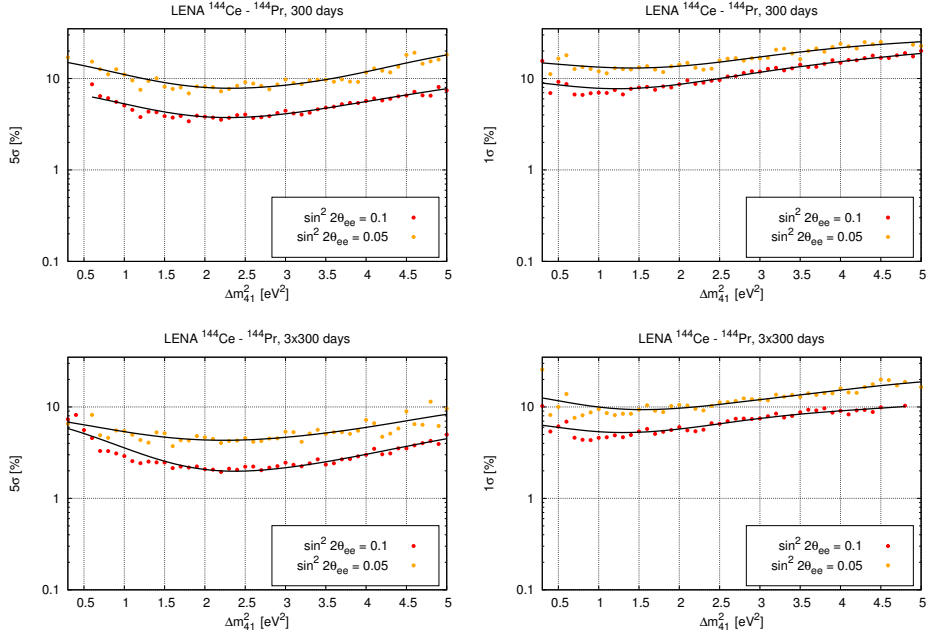 LENA ¹⁴⁴Ce - ¹⁴⁴Pr, 300 days
5σ [%]
10
1
0.1
sin² 2θee = 0.1
sin² 2θee = 0.05
0.5 1 1.5 2 2.5 3 3.5 4 4.5 5
Δm²41 [eV²]
LENA ¹⁴⁴Ce - ¹⁴⁴Pr, 300 days
1σ [%]
10
1
0.1
sin² 2θee = 0.1
sin² 2θee = 0.05
0.5 1 1.5 2 2.5 3 3.5 4 4.5 5
Δm²41 [eV²]
LENA ¹⁴⁴Ce - ¹⁴⁴Pr, 3x300 days
5σ [%]
10
1
0.1
sin² 2θee = 0.1
sin² 2θee = 0.05
0.5 1 1.5 2 2.5 3 3.5 4 4.5 5
Δm²41 [eV²]
LENA ¹⁴⁴Ce - ¹⁴⁴Pr, 3x300 days
1σ [%]
10
1
0.1
sin² 2θee = 0.1
sin² 2θee = 0.05
0.5 1 1.5 2 2.5 3 3.5 4 4.5 5
Δm²41 [eV²]